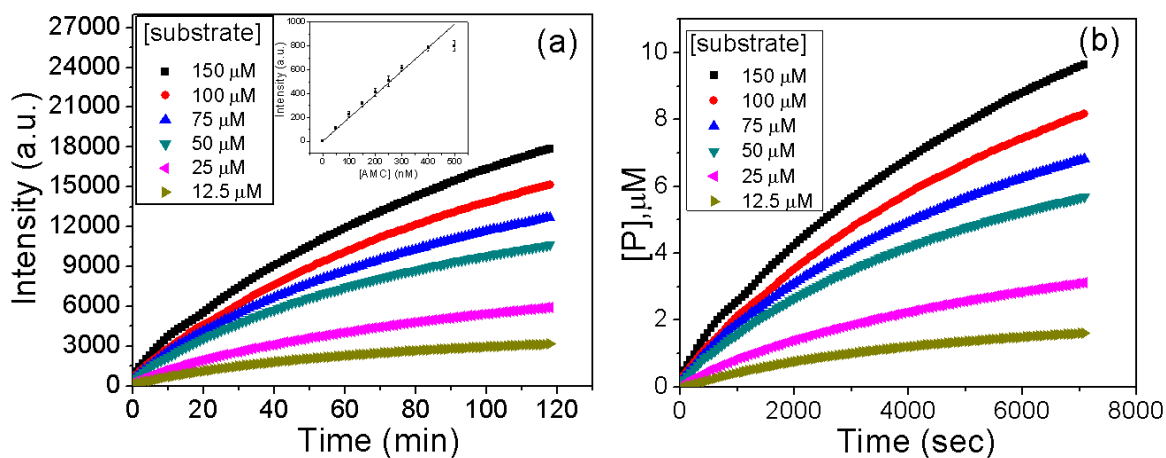 [substrate]
150 μM
100 μM
75 μM
50 μM
25 μM
12.5 μM
(a)
Intensity (a.u.)
27000
24000
21000
18000
15000
12000
9000
6000
3000
0
0 20 40 60 80 100 120
Time (min)
Intensity (a.u.)
1000
800
600
400
200
0
0 100 200 300 400 500
[AMC] (nM)
[substrate]
150 μM
100 μM
75 μM
50 μM
25 μM
12.5 μM
(b)
[P],μM
10
8
6
4
2
0
0 2000 4000 6000 8000
Time (sec)